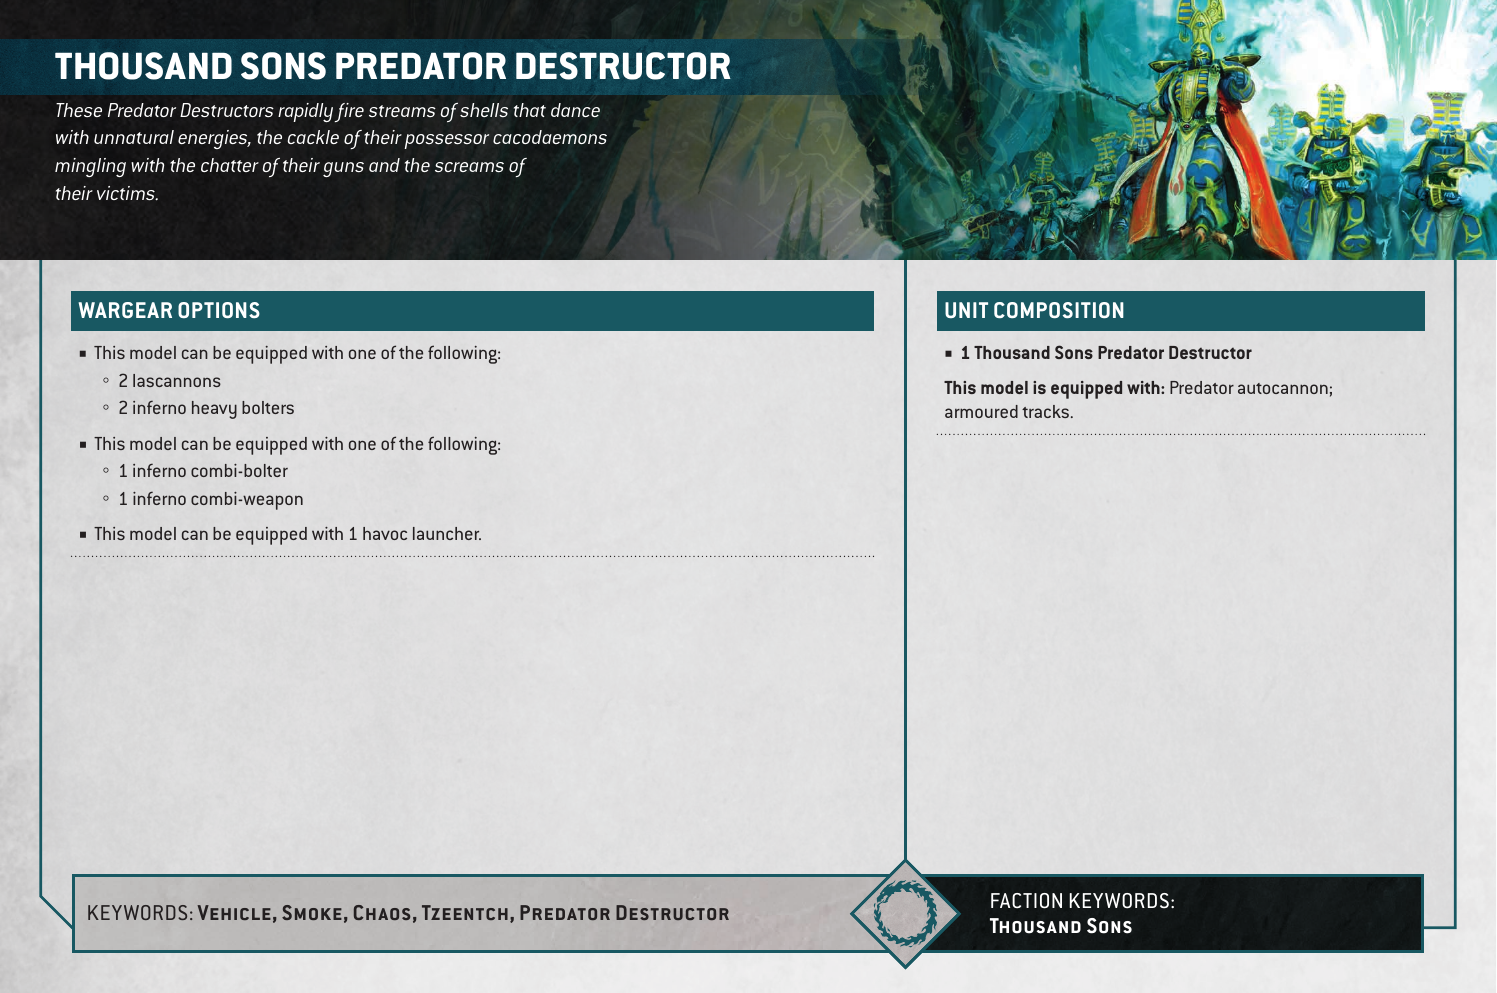 THOUSAND SONS PREDATOR DESTRUCTOR
These Predator Destructors rapidly fire streams of shells that dance
with unnatural energies, the cackle of their possessor cacodaemons
mingling with the chatter of their guns and the screams of
their victims.
WARGEAR OPTIONS
▪ This model can be equipped with one of the following:
◦ 2 lascannons
◦ 2 inferno heavy bolters
▪ This model can be equipped with one of the following:
◦ 1 inferno combi-bolter
◦ 1 inferno combi-weapon
▪ This model can be equipped with 1 havoc launcher.
UNIT COMPOSITION
▪ 1 Thousand Sons Predator Destructor
This model is equipped with: Predator autocannon;
armoured tracks.
KEYWORDS: Vehicle, Smoke, Chaos, Tzeentch, Predator Destructor
FACTION KEYWORDS:
Thousand Sons